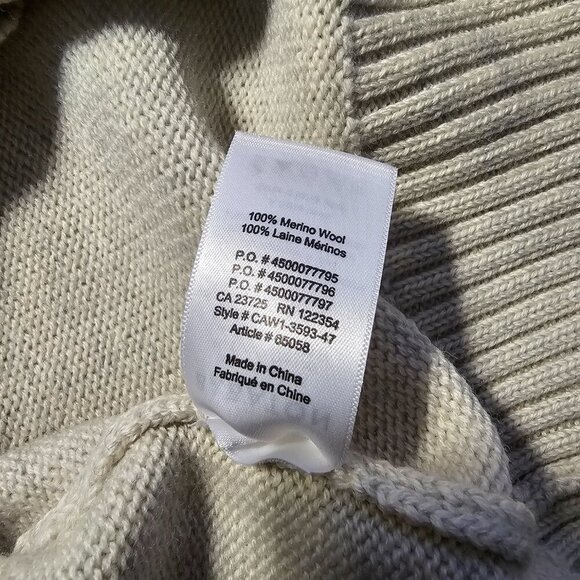 100% Merino Wool
100% Laine Mérinos
P.O. # 4500077795
P.O. # 4500077796
P.O. # 4500077797
CA 23725 RN 122354
Style # CAW1-3593-47
Article # 65058
Made in China
Fabriqué en Chine